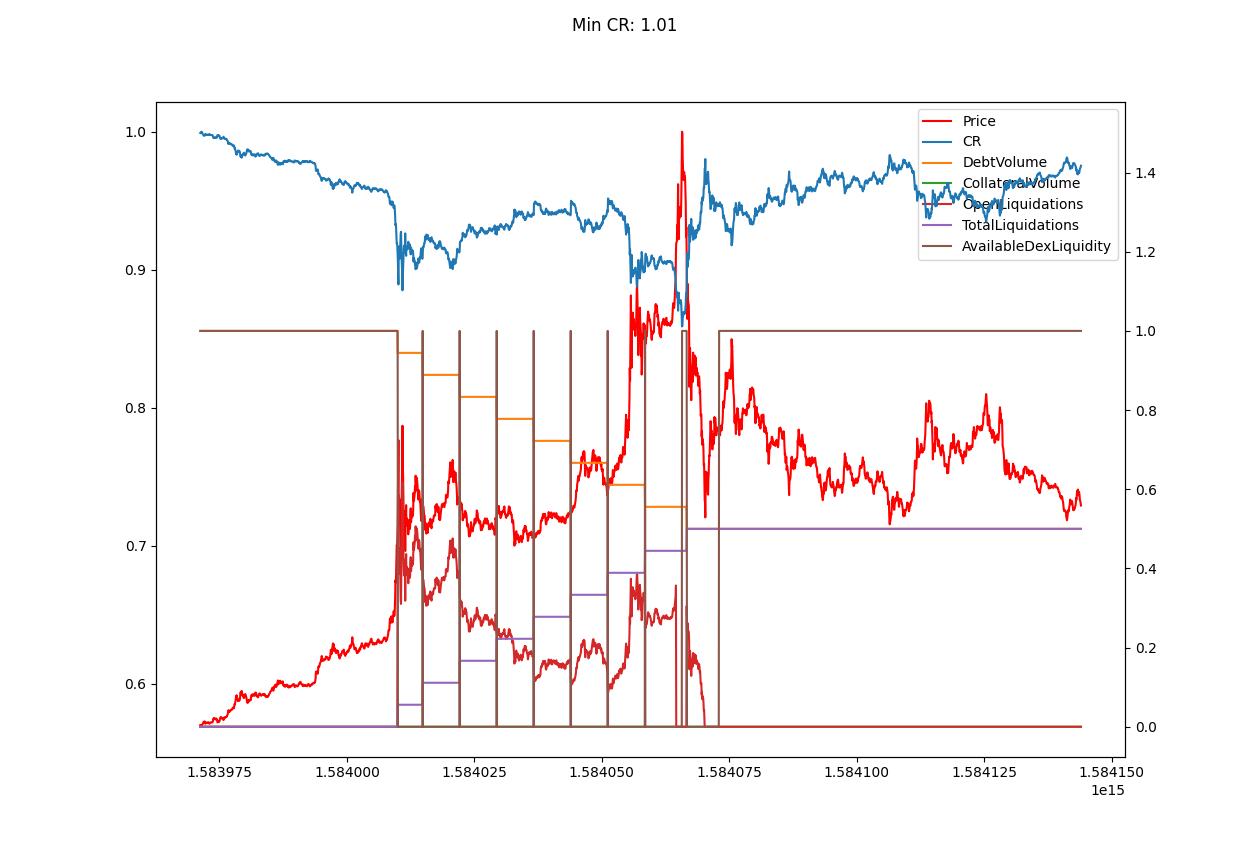 Min CR: 1.01
1.0
0.9
0.8
0.7
0.6
1.4
1.2
1.0
0.8
0.6
0.4
0.2
0.0
Price
CR
DebtVolume
CollateralVolume
OpenLiquidations
TotalLiquidations
AvailableDexLiquidity
1.583975 1.584000 1.584025 1.584050 1.584075 1.584100 1.584125 1.584150
1e15